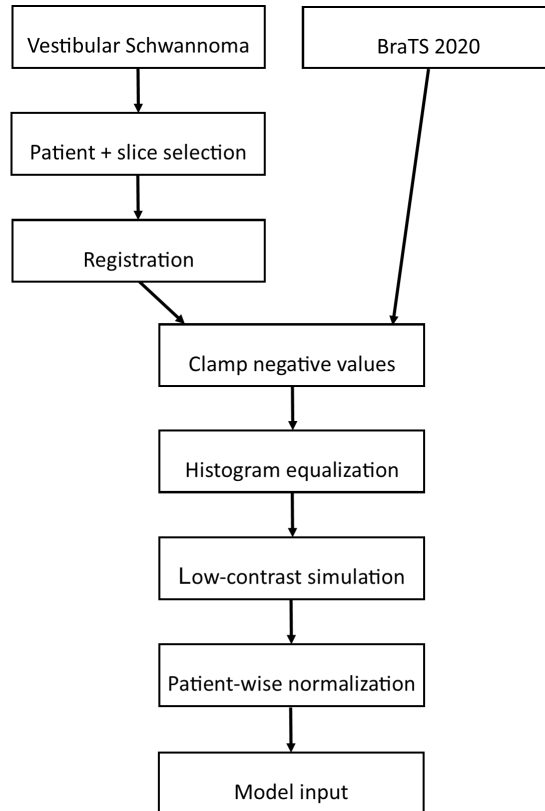 Vestibular Schwannoma
BraTS 2020
Patient + slice selection
Registration
Clamp negative values
Histogram equalization
Low-contrast simulation
Patient-wise normalization
Model input